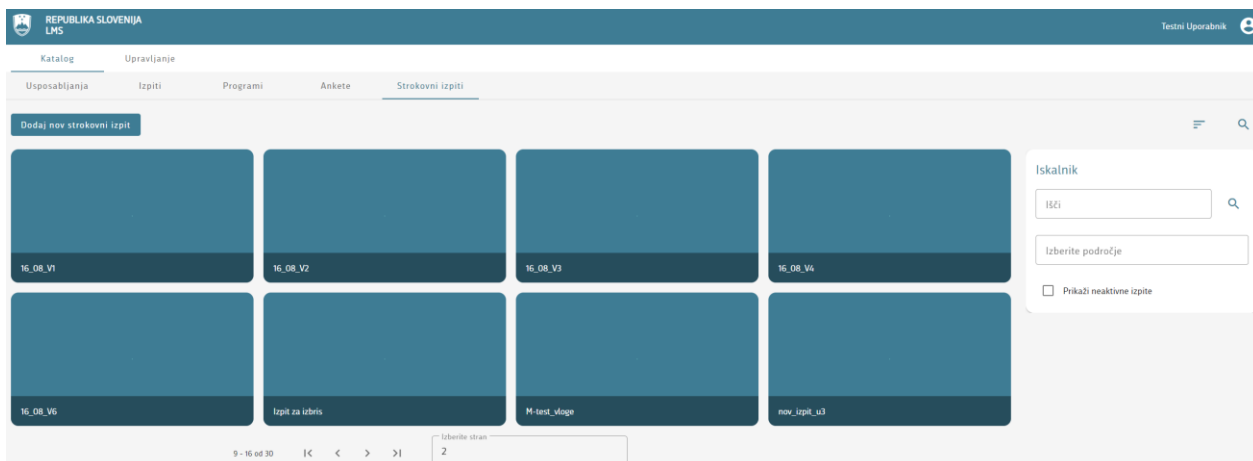 REPUBLIKA SLOVENIJA
LMS
Testni Uporabnik
Katalog Upravljanje
Usposabljanja Izpiti Programi Ankete Strokovni izpiti
Dodaj nov strokovni izpit
16_08_V1 16_08_V2 16_08_V3 16_08_V4
16_08_V6 Izpit za izbris M-test_vloge nov_izpit_u3
Iskalnik
Išči
Izberite področje
Prikaži neaktivne izpite
Izberite stran
9 - 16 od 30 2